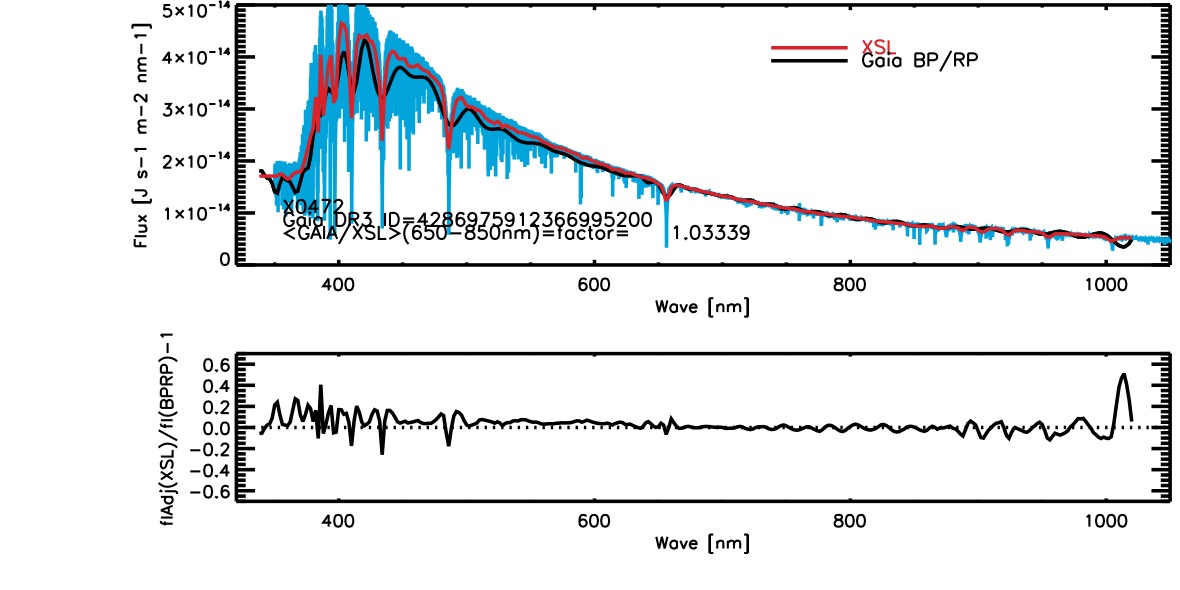 5×10⁻¹⁴
4×10⁻¹⁴
3×10⁻¹⁴
2×10⁻¹⁴
1×10⁻¹⁴
0
Flux [J s-1 m-2 nm-1]
XSL
Gaia BP/RP
X0472
Gaia DR3 ID=4286975912366995200
<GAIA/XSL>(650-850nm)=factor= 1.03339
400 600 800 1000
Wave [nm]
0.6
0.4
0.2
0.0
-0.2
-0.4
-0.6
flAdj(XSL)/fl(BPRP)-1
400 600 800 1000
Wave [nm]